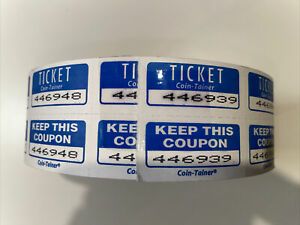 TICKET
Coin-Tainer
446948
KEEP THIS
COUPON
446948
Coin-Tainer®
TICKET
Coin-Tainer
446939
KEEP THIS
COUPON
446939
Coin-Tainer®